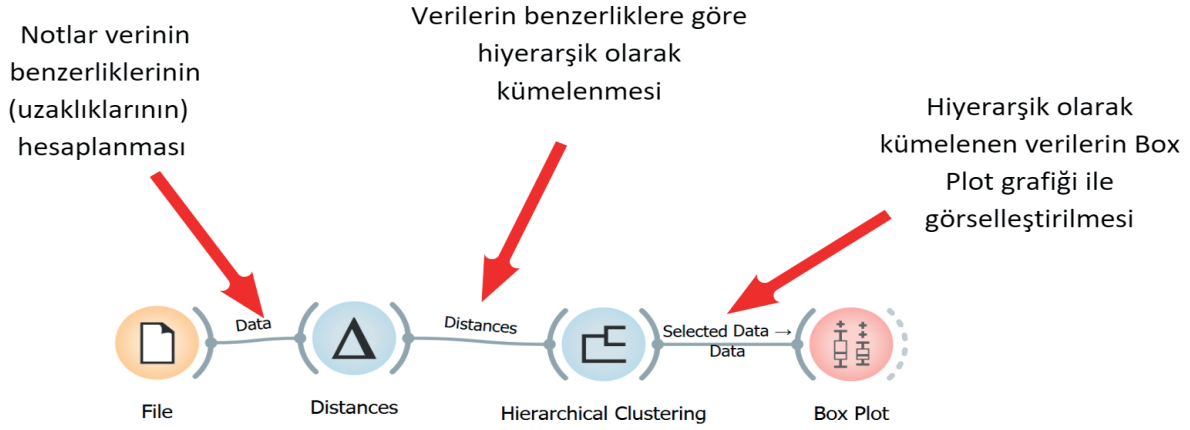 Notlar verinin
benzerliklerinin
(uzaklıklarının)
hesaplanması
Verilerin benzerliklere göre
hiyerarşik olarak
kümelenmesi
Hiyerarşik olarak
kümelenen verilerin Box
Plot grafiği ile
görselleştirilmesi
Data
Distances
Selected Data →
Data
File
Distances
Hierarchical Clustering
Box Plot